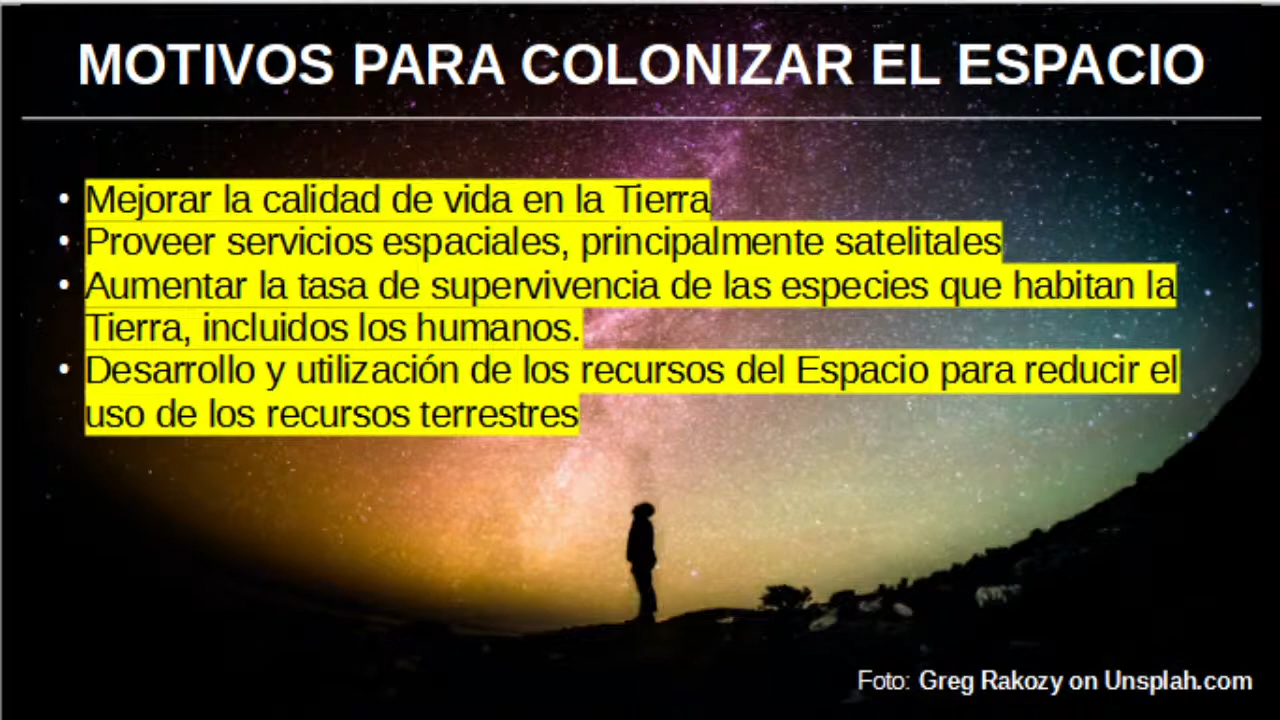 MOTIVOS PARA COLONIZAR EL ESPACIO
• Mejorar la calidad de vida en la Tierra
• Proveer servicios espaciales, principalmente satelitales
• Aumentar la tasa de supervivencia de las especies que habitan la
Tierra, incluidos los humanos.
• Desarrollo y utilización de los recursos del Espacio para reducir el
uso de los recursos terrestres
Foto: Greg Rakozy on Unsplah.com